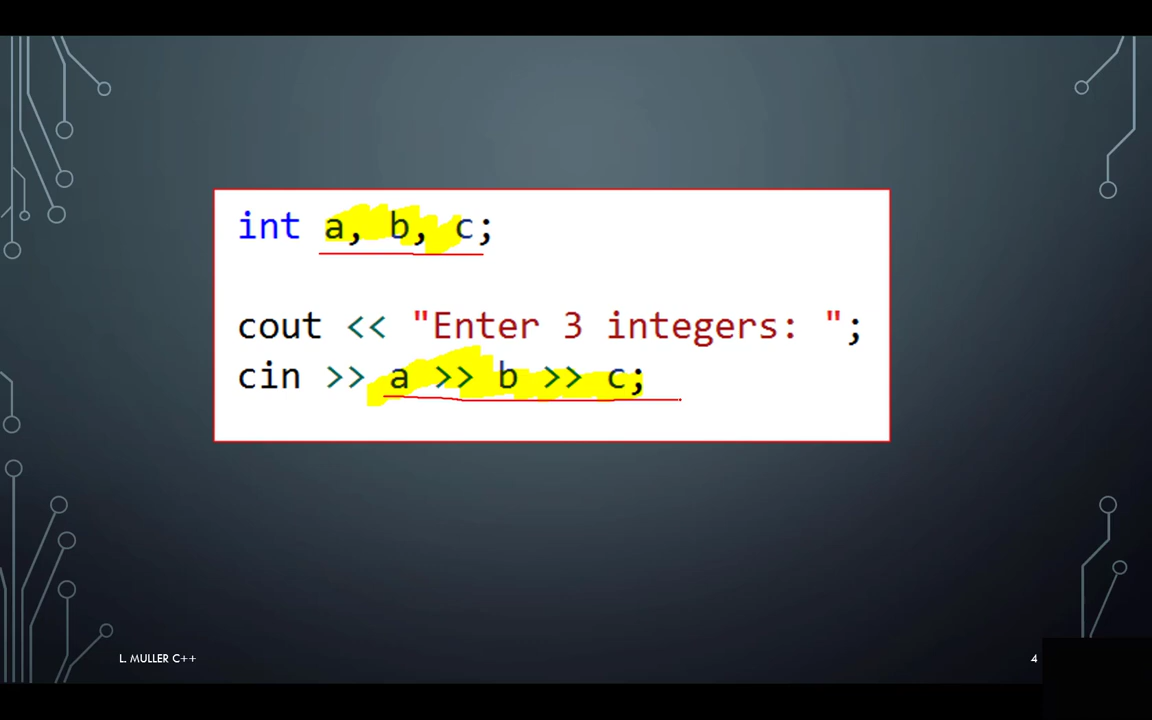 int a, b, c;
cout << "Enter 3 integers: ";
cin >> a >> b >> c;
L. MULLER C++
4